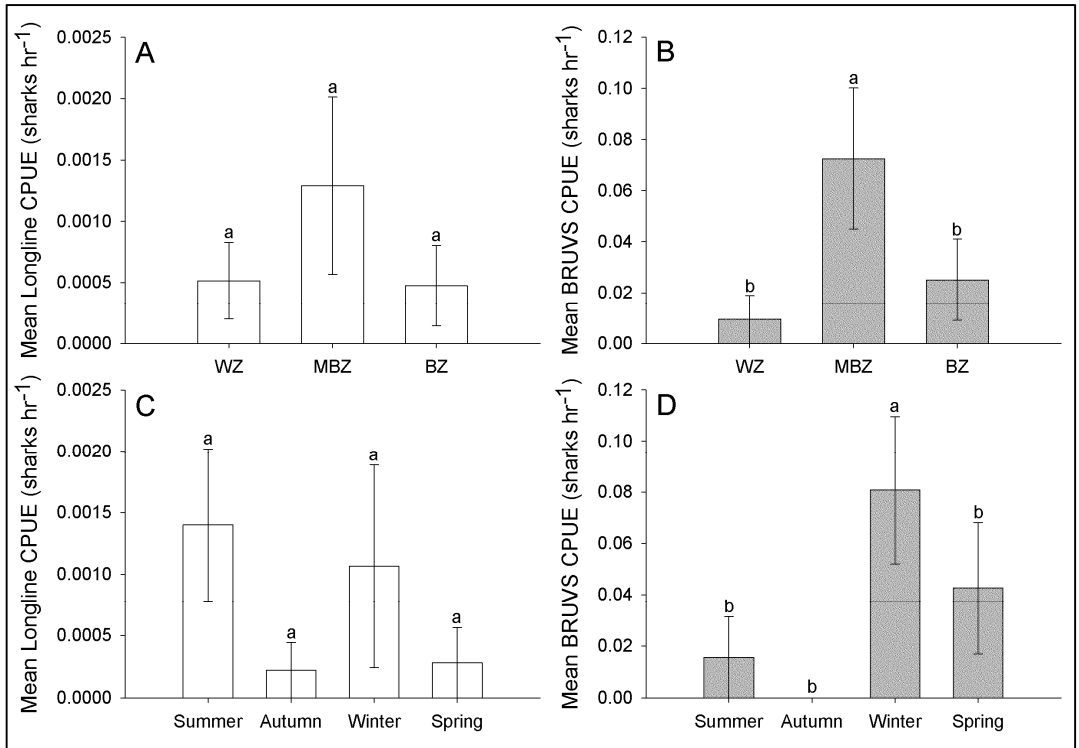 A
Mean Longline CPUE (sharks hr⁻¹)
0.0025
0.0020
0.0015
0.0010
0.0005
0.0000
a
a
a
WZ MBZ BZ
B
Mean BRUVS CPUE (sharks hr⁻¹)
0.12
0.10
0.08
0.06
0.04
0.02
0.00
b
a
b
WZ MBZ BZ
C
Mean Longline CPUE (sharks hr⁻¹)
0.0025
0.0020
0.0015
0.0010
0.0005
0.0000
a
a
a
a
Summer Autumn Winter Spring
D
Mean BRUVS CPUE (sharks hr⁻¹)
0.12
0.10
0.08
0.06
0.04
0.02
0.00
b
b
a
b
Summer Autumn Winter Spring